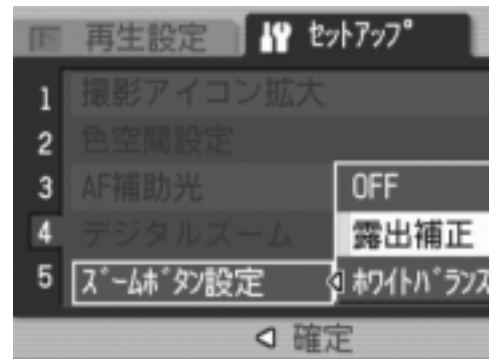 再生設定 セットアップ
1 撮影アイコン拡大
2 色空間設定
3 AF補助光 OFF
4 デジタルズーム 露出補正
5 ズームボタン設定 ホワイトバランス
確定